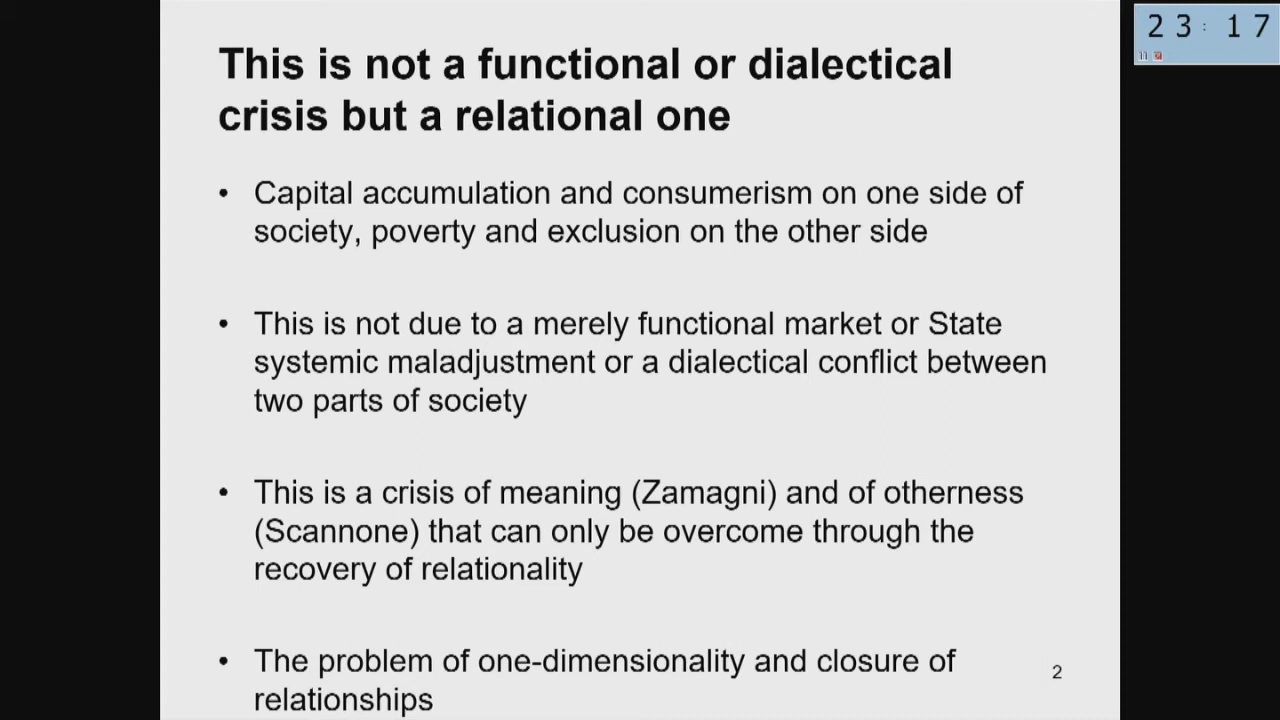 23:17
This is not a functional or dialectical
crisis but a relational one
• Capital accumulation and consumerism on one side of
society, poverty and exclusion on the other side
• This is not due to a merely functional market or State
systemic maladjustment or a dialectical conflict between
two parts of society
• This is a crisis of meaning (Zamagni) and of otherness
(Scannone) that can only be overcome through the
recovery of relationality
• The problem of one-dimensionality and closure of
relationships
2